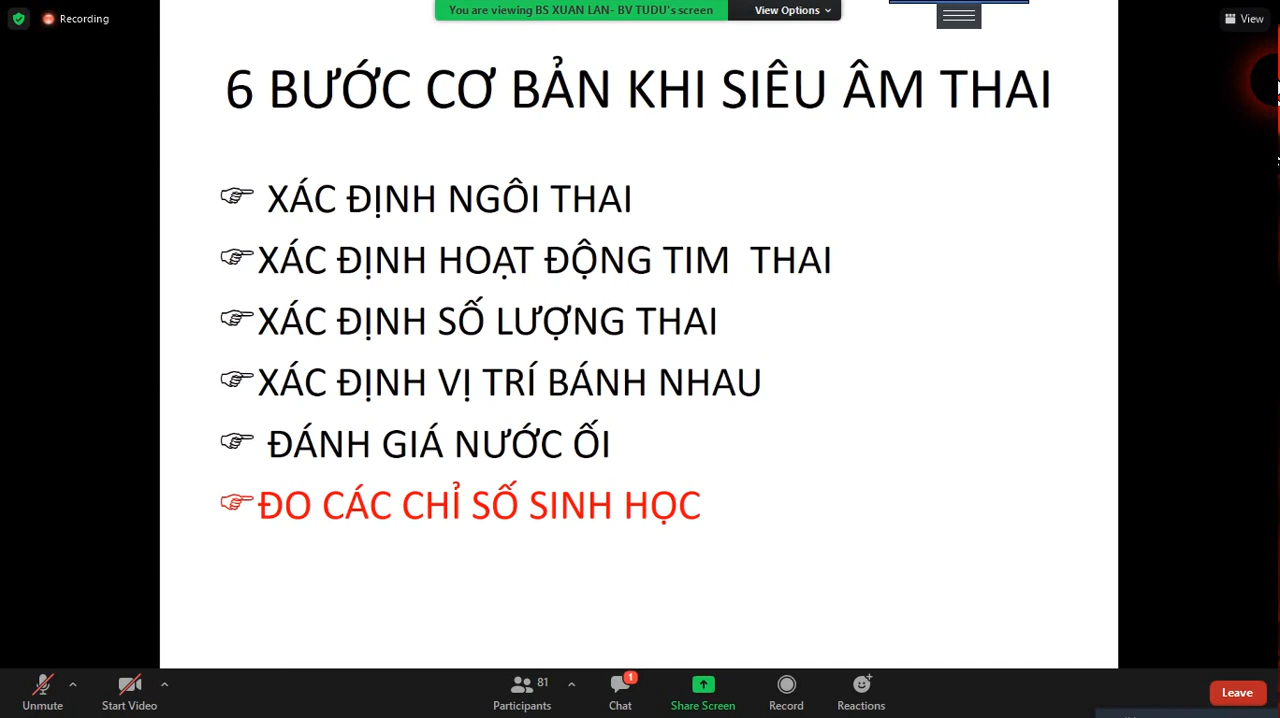 You are viewing BS XUAN LAN- BV TUDU's screen
View Options
Recording
View
6 BƯỚC CƠ BẢN KHI SIÊU ÂM THAI
XÁC ĐỊNH NGÔI THAI
XÁC ĐỊNH HOẠT ĐỘNG TIM THAI
XÁC ĐỊNH SỐ LƯỢNG THAI
XÁC ĐỊNH VỊ TRÍ BÁNH NHAU
ĐÁNH GIÁ NƯỚC ỐI
ĐO CÁC CHỈ SỐ SINH HỌC
81
1
Unmute
Start Video
Participants
Chat
Share Screen
Record
Reactions
Leave